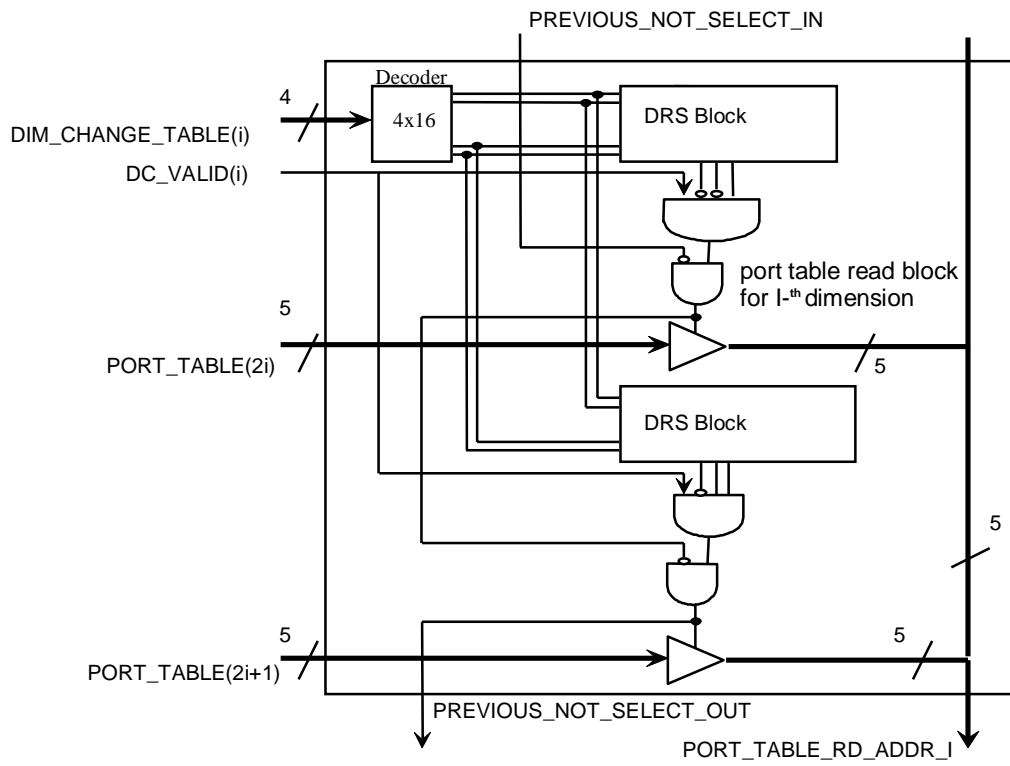 PREVIOUS_NOT_SELECT_IN
Decoder
4
4x16
DRS Block
DIM_CHANGE_TABLE(i)
DC_VALID(i)
port table read block
for I-th dimension
5
PORT_TABLE(2i)
5
DRS Block
5
5
5
PORT_TABLE(2i+1)
PREVIOUS_NOT_SELECT_OUT
PORT_TABLE_RD_ADDR_I